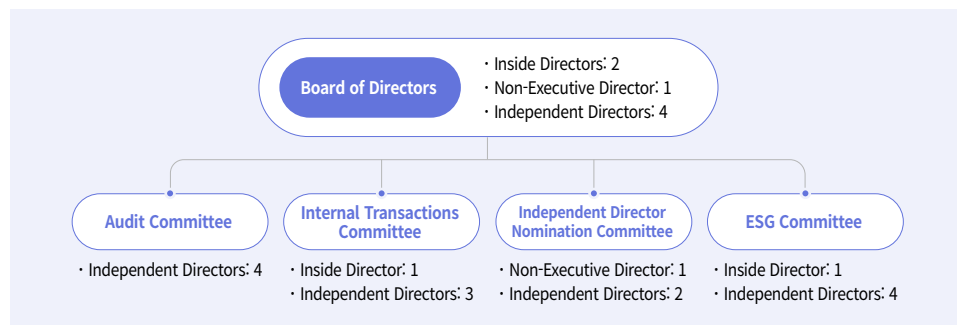 Board of Directors
· Inside Directors: 2
· Non-Executive Director: 1
· Independent Directors: 4
Audit Committee
· Independent Directors: 4
Internal Transactions
Committee
· Inside Director: 1
· Independent Directors: 3
Independent Director
Nomination Committee
· Non-Executive Director: 1
· Independent Directors: 2
ESG Committee
· Inside Director: 1
· Independent Directors: 4